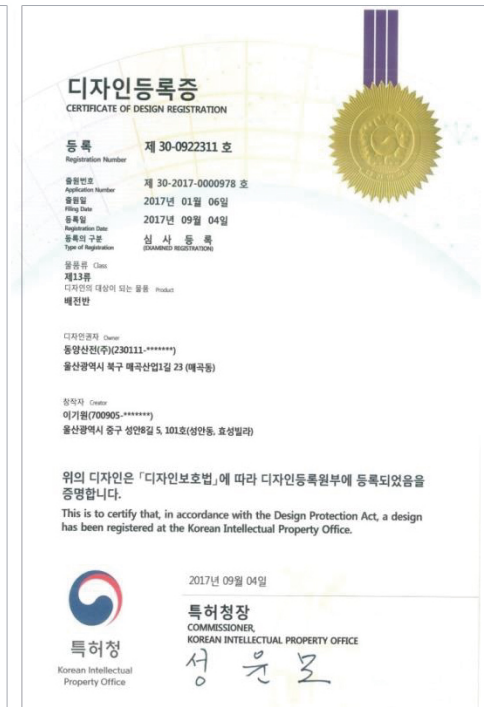 디자인등록증
CERTIFICATE OF DESIGN REGISTRATION
등 록 제 30-0922311 호
Registration Number
출원번호 제 30-2017-0000978 호
Application Number
출원일 2017년 01월 06일
Filing Date
등록일 2017년 09월 04일
Registration Date
등록의 구분 심 사 등 록
Type of Registration (EXAMINED REGISTRATION)
물품류 Class
제13류
디자인의 대상이 되는 물품 Product
배전반
디자인권자 Owner
동양산전(주)(230111-*******)
울산광역시 북구 매곡산업1길 23 (매곡동)
창작자 Creator
이기원(700905-*******)
울산광역시 중구 성안8길 5, 101호(성안동, 효성빌라)
위의 디자인은 「디자인보호법」에 따라 디자인등록원부에 등록되었음을
증명합니다.
This is to certify that, in accordance with the Design Protection Act, a design
has been registered at the Korean Intellectual Property Office.
2017년 09월 04일
특허청장
COMMISSIONER,
KOREAN INTELLECTUAL PROPERTY OFFICE
성 윤 모
특허청
Korean Intellectual
Property Office